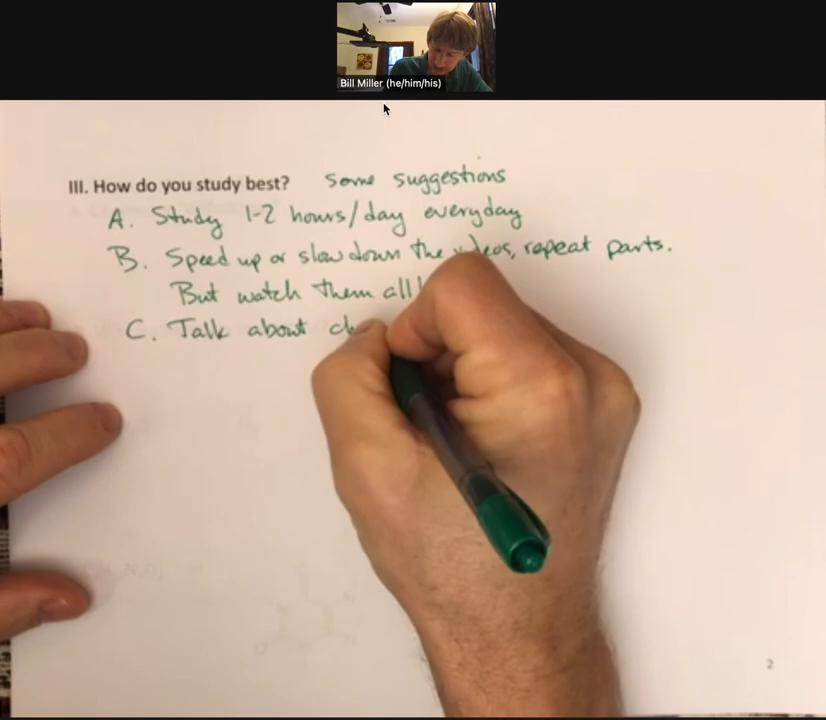 Bill Miller (he/him/his)
III. How do you study best? some suggestions
A. Study 1-2 hours/day everyday
B. Speed up or slow down the videos, repeat parts.
But watch them all!
C. Talk about
2